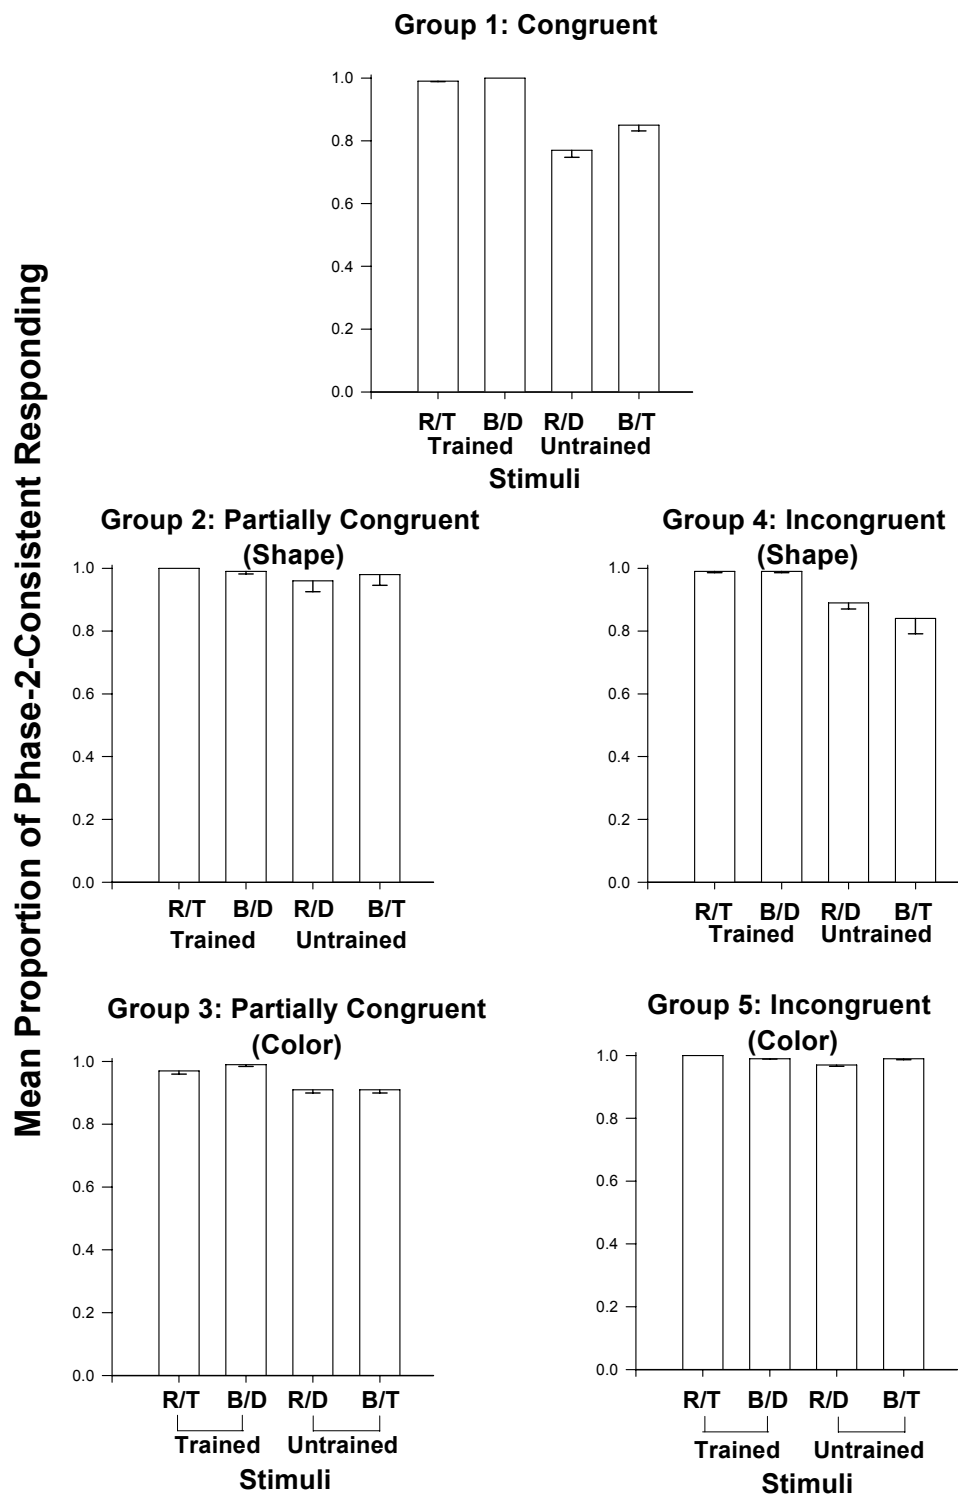 Mean Proportion of Phase-2-Consistent Responding
Group 1: Congruent
1.0
0.8
0.6
0.4
0.2
0.0
R/T B/D R/D B/T
Trained Untrained
Stimuli
Group 2: Partially Congruent
(Shape)
1.0
0.8
0.6
0.4
0.2
0.0
R/T B/D R/D B/T
Trained Untrained
Group 4: Incongruent
(Shape)
1.0
0.8
0.6
0.4
0.2
0.0
R/T B/D R/D B/T
Trained Untrained
Group 3: Partially Congruent
(Color)
1.0
0.8
0.6
0.4
0.2
0.0
R/T B/D R/D B/T
Trained Untrained
Stimuli
Group 5: Incongruent
(Color)
1.0
0.8
0.6
0.4
0.2
0.0
R/T B/D R/D B/T
Trained Untrained
Stimuli